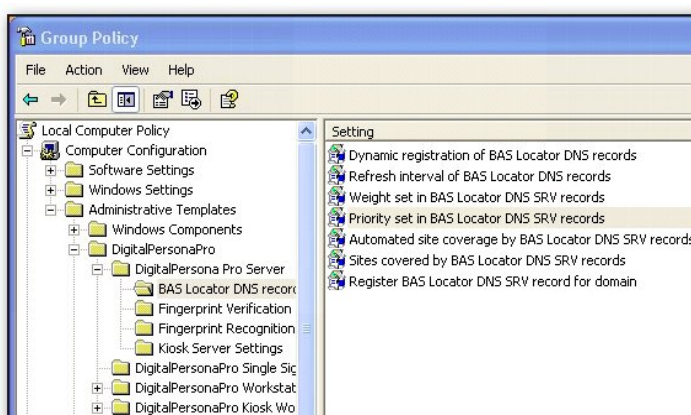 Group Policy
File Action View Help
Local Computer Policy
Computer Configuration
Software Settings
Windows Settings
Administrative Templates
Windows Components
DigitalPersonaPro
DigitalPersona Pro Server
BAS Locator DNS
Fingerprint Verification
Fingerprint Recognition
Kiosk Server Settings
DigitalPersonaPro Single
DigitalPersonaPro
DigitalPersonaPro Kiosk
Setting
Dynamic registration of BAS Locator DNS records
Refresh interval of BAS Locator DNS records
Weight set in BAS Locator DNS SRV records
Priority set in BAS Locator DNS SRV records
Automated site coverage by BAS Locator DNS SRV records
Sites covered by BAS Locator DNS SRV records
Register BAS Locator DNS SRV record for domain